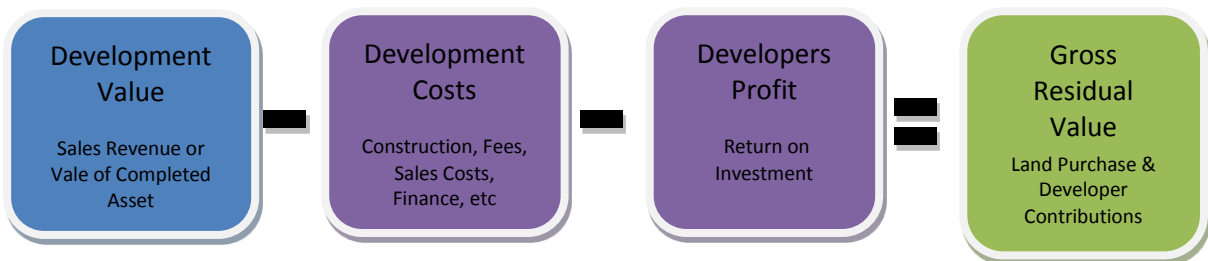 Development
Value
Sales Revenue or
Vale of Completed
Asset
Development
Costs
Construction, Fees,
Sales Costs,
Finance, etc
Developers
Profit
Return on
Investment
Gross
Residual
Value
Land Purchase &
Developer
Contributions